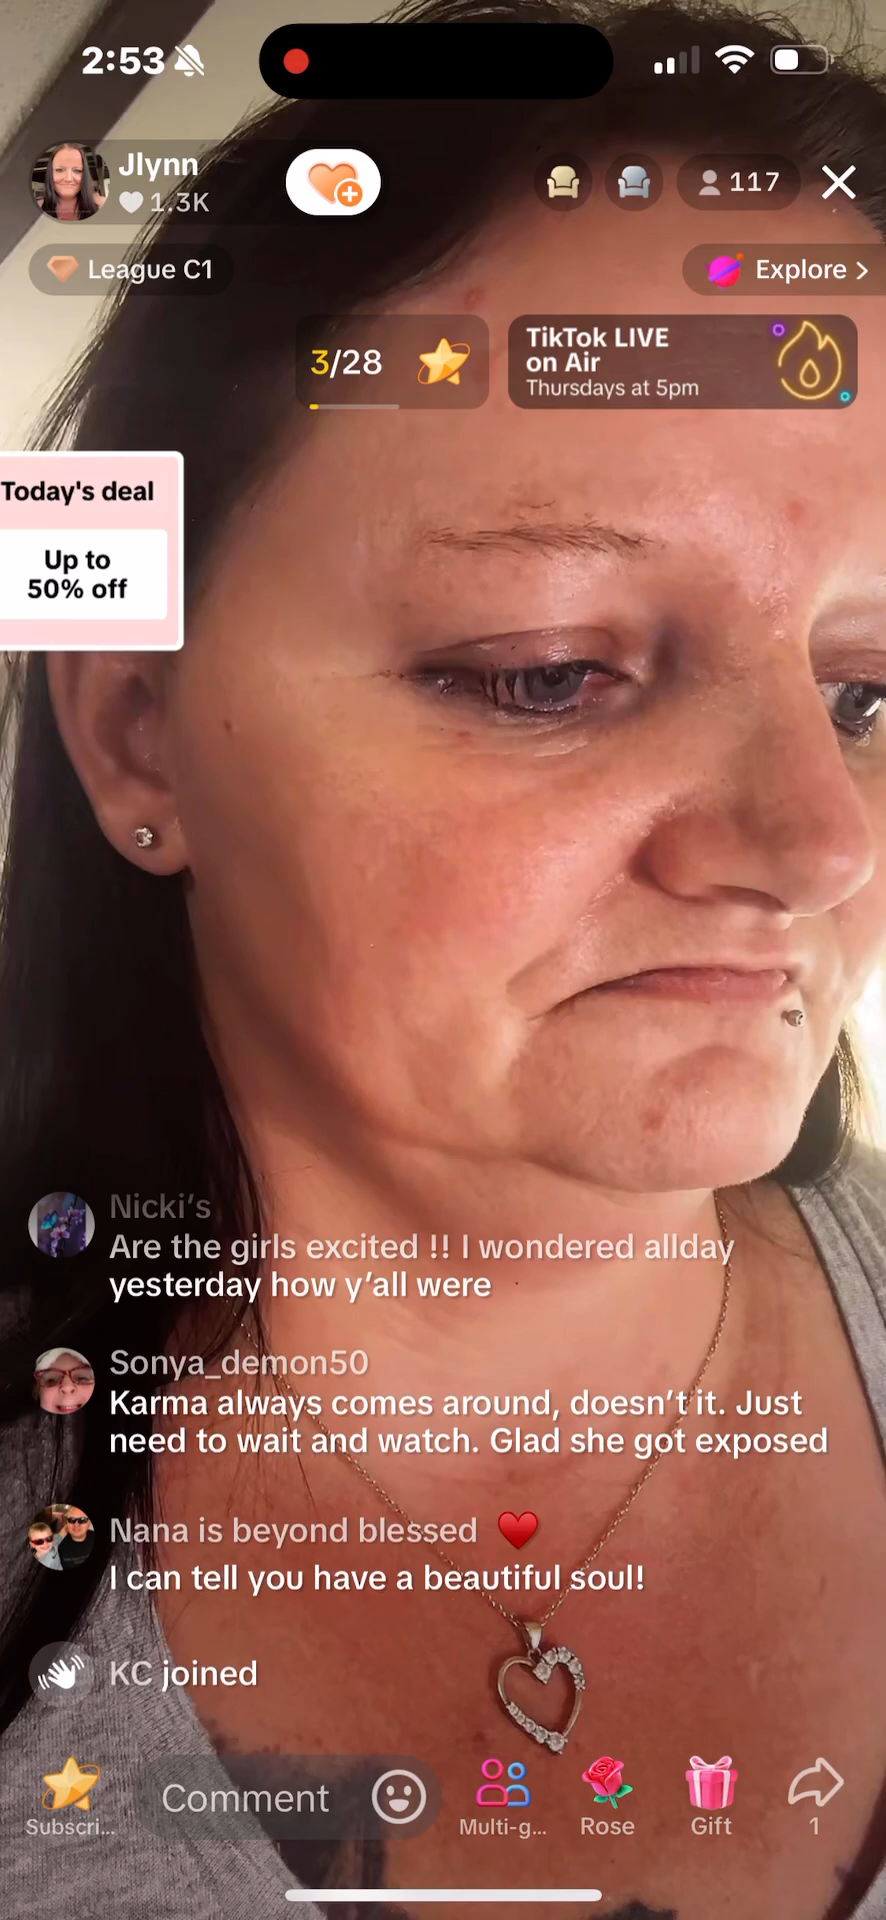 2:53
Jlynn
1.3K
117
League C1
Explore >
3/28
TikTok LIVE
on Air
Thursdays at 5pm
Today's deal
Up to
50% off
Nicki’s
Are the girls excited !! I wondered allday
yesterday how y’all were
Sonya_demon50
Karma always comes around, doesn’t it. Just
need to wait and watch. Glad she got exposed
Nana is beyond blessed ♥️
I can tell you have a beautiful soul!
KC joined
Comment
Subscri...
Multi-g...
Rose
Gift
1